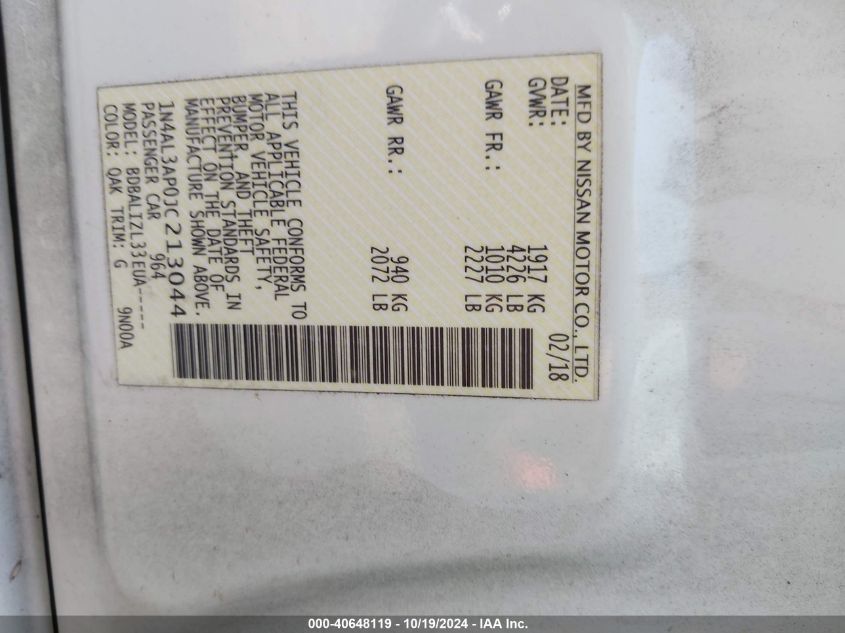 MFD BY NISSAN MOTOR CO., LTD.
DATE: 02/18
GVWR: 1917 KG
4226 LB
GAWR FR.: 1010 KG
2227 LB
GAWR RR.: 940 KG
2072 LB
THIS VEHICLE CONFORMS TO
ALL APPLICABLE FEDERAL
MOTOR VEHICLE SAFETY,
BUMPER, AND THEFT
PREVENTION STANDARDS IN
EFFECT ON THE DATE OF
MANUFACTURE SHOWN ABOVE.
1N4AL3AP0JC213044
PASSENGER CAR 964
MODEL: BDBALIZL33EUA-----
COLOR: QAK TRIM: G 9N00A
000-40648119 - 10/19/2024 - IAA Inc.